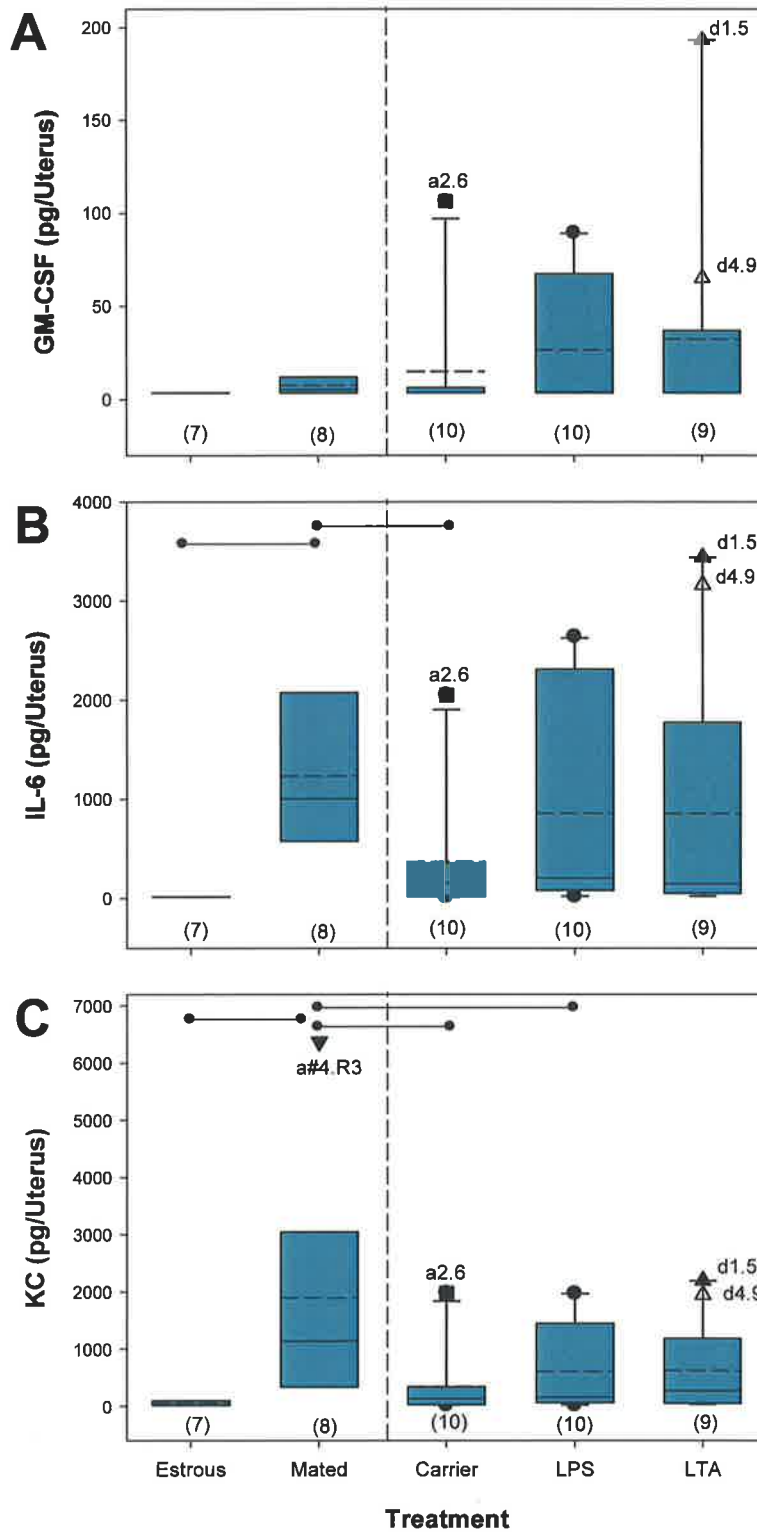 A
GM-CSF (pg/Uterus)
200
150
100
50
0
a2.6
d1.5
d4.9
(7)
(8)
(10)
(10)
(9)
B
IL-6 (pg/Uterus)
4000
3000
2000
1000
0
a2.6
d1.5
d4.9
(7)
(8)
(10)
(10)
(9)
C
KC (pg/Uterus)
7000
6000
5000
4000
3000
2000
1000
0
a#4.R3
a2.6
d1.5
d4.9
(7)
(8)
(10)
(10)
(9)
Estrous
Mated
Carrier
LPS
LTA
Treatment